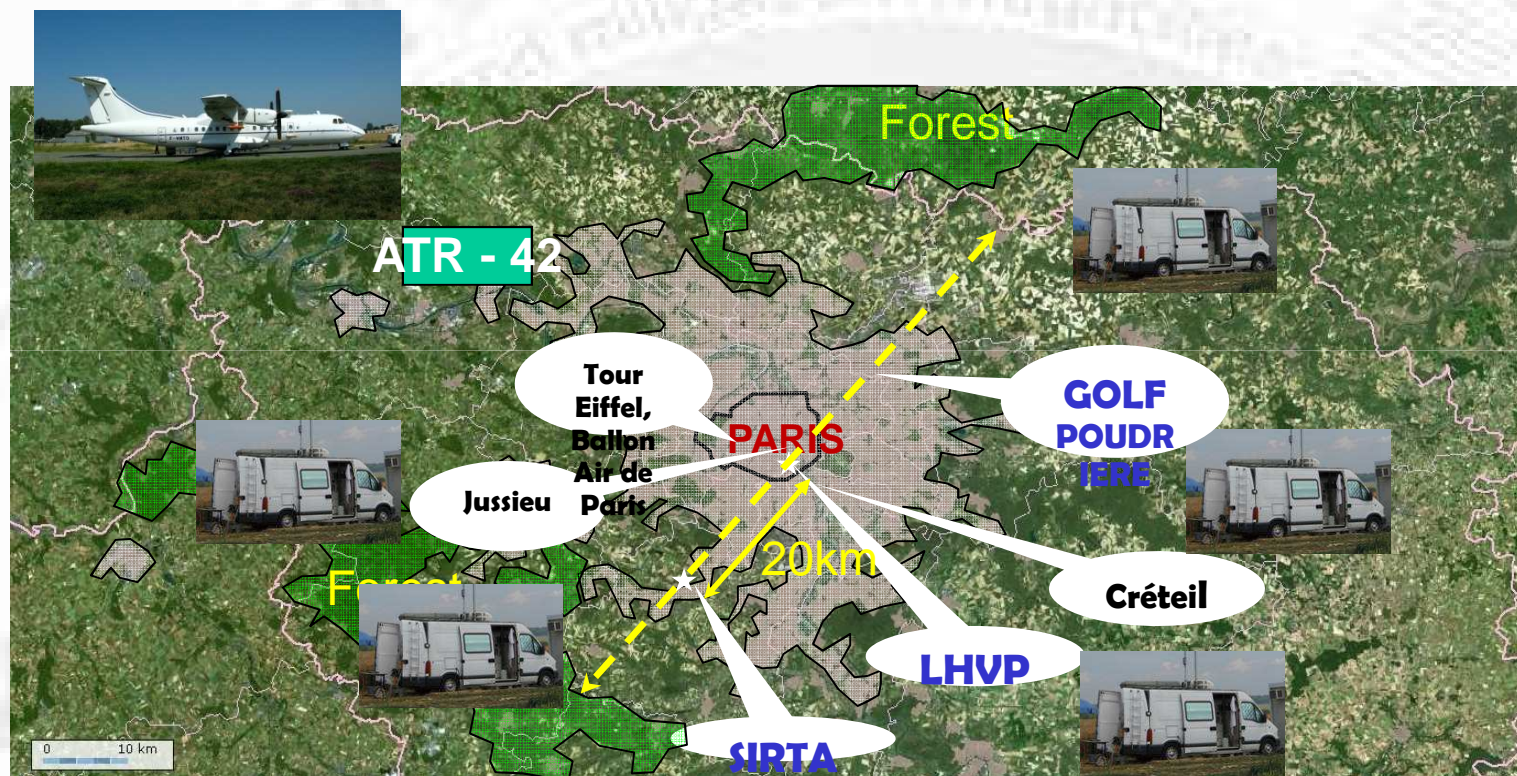 Forest
ATR - 42
Tour
Eiffel,
Ballon
Air de
Paris
PARIS
GOLF
POUDR
IERE
Jussieu
20km
Forest
Créteil
LHVP
SIRTA
0 10 km